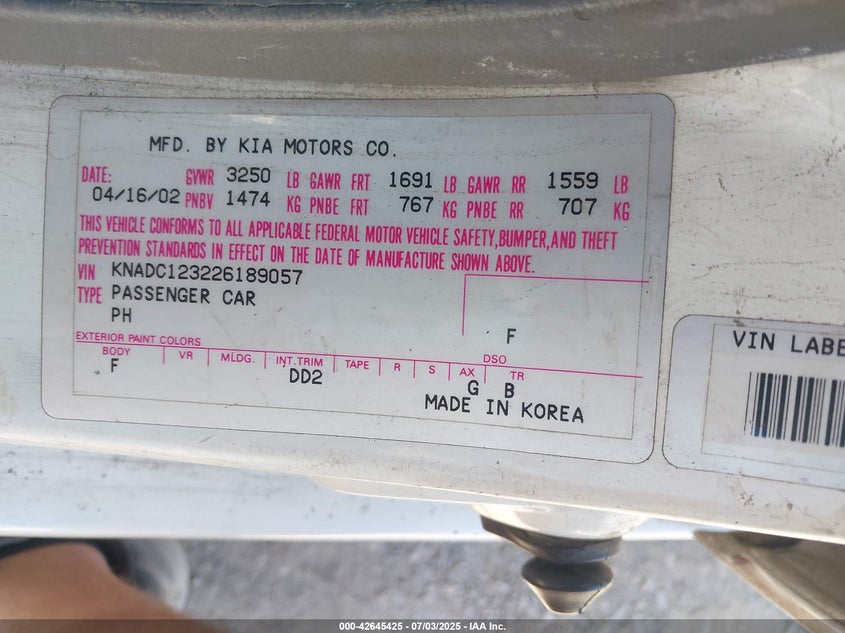 MFD. BY KIA MOTORS CO.
DATE: GVWR 3250 LB GAWR FRT 1691 LB GAWR RR 1559 LB
04/16/02 PNBV 1474 KG PNBE FRT 767 KG PNBE RR 707 KG
THIS VEHICLE CONFORMS TO ALL APPLICABLE FEDERAL MOTOR VEHICLE SAFETY,BUMPER,AND THEFT
PREVENTION STANDARDS IN EFFECT ON THE DATE OF MANUFACTURE SHOWN ABOVE.
VIN KNADC123226189057
TYPE PASSENGER CAR
PH
F
EXTERIOR PAINT COLORS
DSO
BODY VR MLDG. INT.TRIM TAPE R S AX TR
F DD2 G B
MADE IN KOREA
VIN LABE
000-42645425 - 07/03/2025 - IAA Inc.